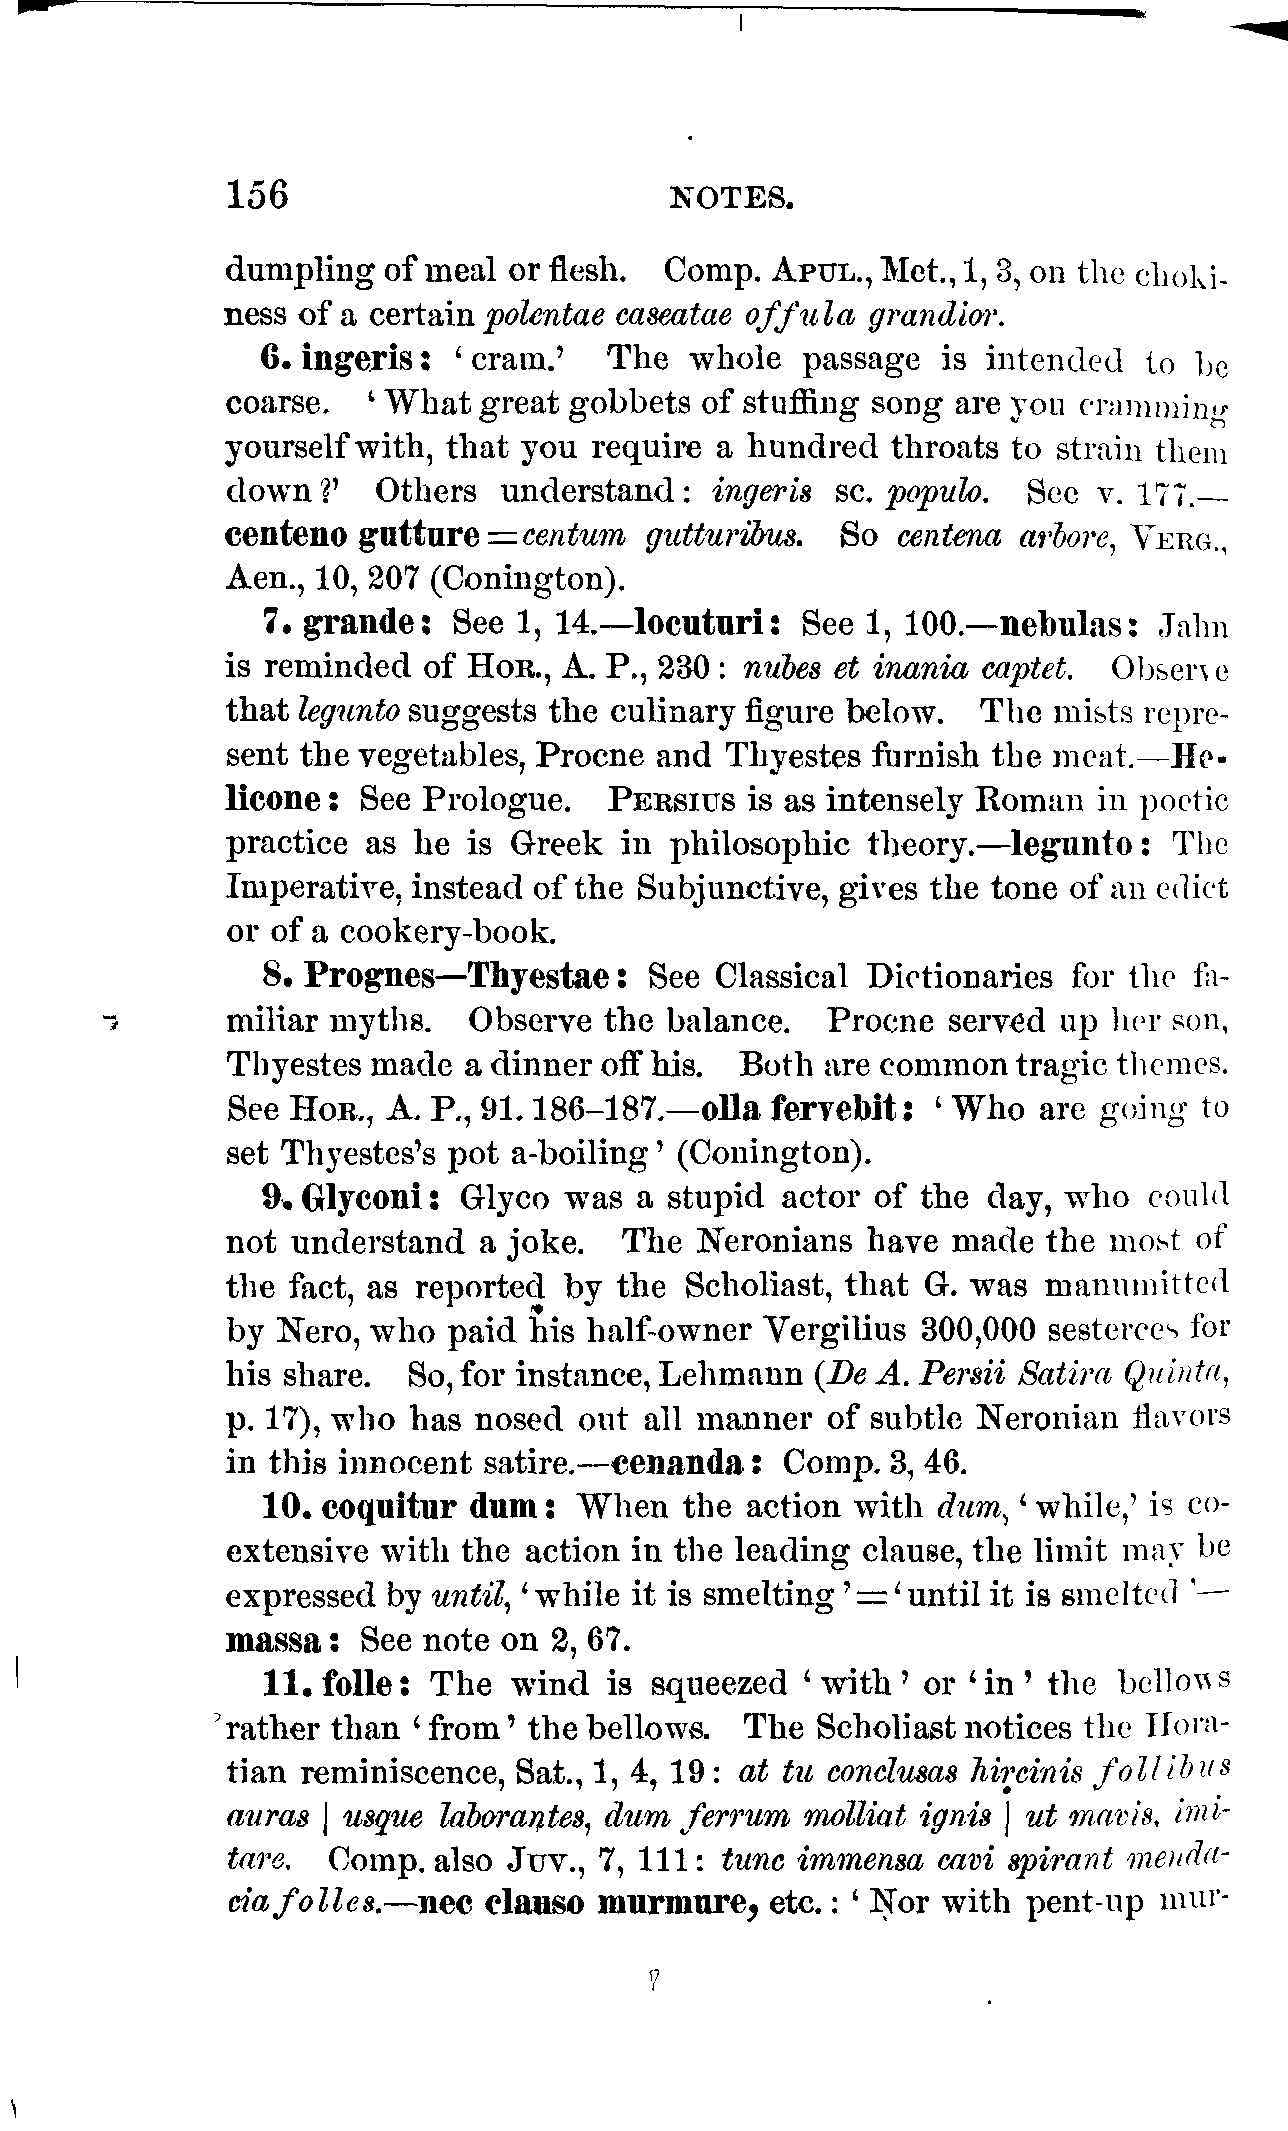 156 NOTES.
dumpling of meal or flesh. Comp. APUL., Met., 1, 3, on the choki-
ness of a certain polentae caseatae offula grandior.
6. ingeris: ‘cram.’ The whole passage is intended to be
coarse. ‘What great gobbets of stuffing song are you cramming
yourself with, that you require a hundred throats to strain them
down?’ Others understand: ingeris sc. populo. See v. 177.—
centeno gutture=centum gutturibus. So centena arbore, VERG.,
Aen., 10, 207 (Conington).
7. grande: See 1, 14.—locuturi: See 1, 100.—nebulas: Jahn
is reminded of HOR., A. P., 230: nubes et inania captet. Observe
that legunto suggests the culinary figure below. The mists repre-
sent the vegetables, Procne and Thyestes furnish the meat.—He-
licone: See Prologue. PERSIUS is as intensely Roman in poetic
practice as he is Greek in philosophic theory.—legunto: The
Imperative, instead of the Subjunctive, gives the tone of an edict
or of a cookery-book.
8. Prognes—Thyestae: See Classical Dictionaries for the fa-
miliar myths. Observe the balance. Procne served up her son,
Thyestes made a dinner off his. Both are common tragic themes.
See HOR., A. P., 91. 186–187.—olla fervebit: ‘Who are going to
set Thyestes's pot a-boiling’ (Conington).
9. Glyconi: Glyco was a stupid actor of the day, who could
not understand a joke. The Neronians have made the most of
the fact, as reported by the Scholiast, that G. was manumitted
by Nero, who paid his half-owner Vergilius 300,000 sesterces for
his share. So, for instance, Lehmann (De A. Persii Satira Quinta,
p. 17), who has nosed out all manner of subtle Neronian flavors
in this innocent satire.—cenanda: Comp. 3, 46.
10. coquitur dum: When the action with dum, ‘while,’ is co-
extensive with the action in the leading clause, the limit may be
expressed by until, ‘while it is smelting’=‘until it is smelted’—
massa: See note on 2, 67.
11. folle: The wind is squeezed ‘with’ or ‘in’ the bellows
rather than ‘from’ the bellows. The Scholiast notices the Hora-
tian reminiscence, Sat., 1, 4, 19: at tu conclusas hircinis follibus
auras | usque laborantes, dum ferrum molliat ignis | ut mavis, imi-
tare. Comp. also JUV., 7, 111: tunc immensa cavi spirant menda-
cia folles.—nec clauso murmure, etc.: ‘Nor with pent-up mur-